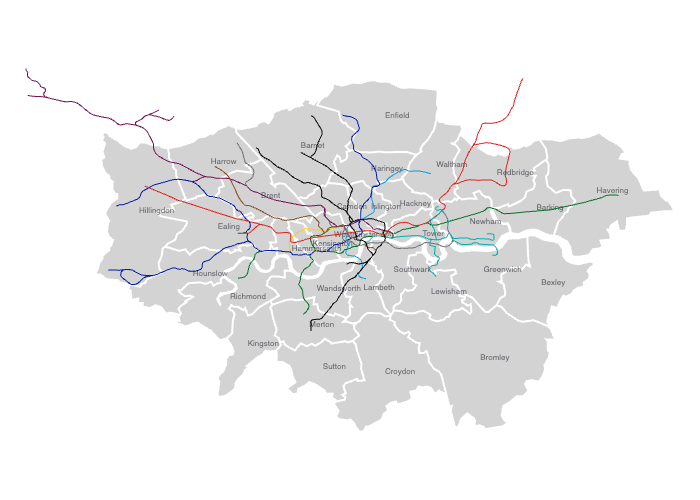 Enfield
Barnet
Harrow
Haringey
Waltham
Redbridge
Brent
Havering
Camden
Islington
Hackney
Barking
Hillingdon
Newham
Ealing
Tower
Kensington
Hammersmith
Hounslow
Southwark
Greenwich
Bexley
Richmond
Wandsworth
Lambeth
Lewisham
Merton
Kingston
Bromley
Sutton
Croydon